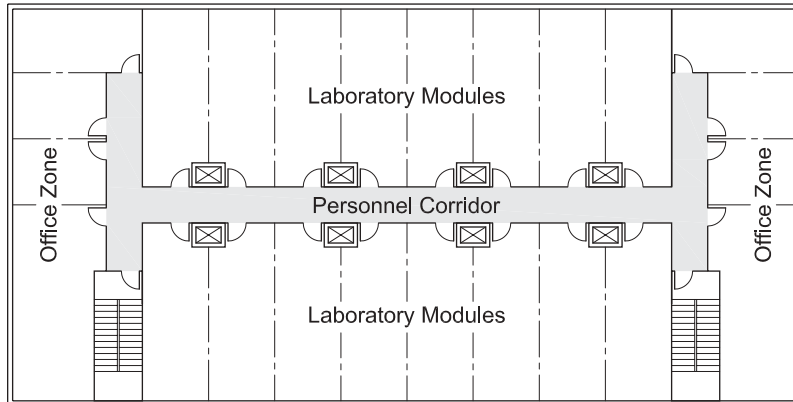 Laboratory Modules
Office Zone
Personnel Corridor
Office Zone
Laboratory Modules